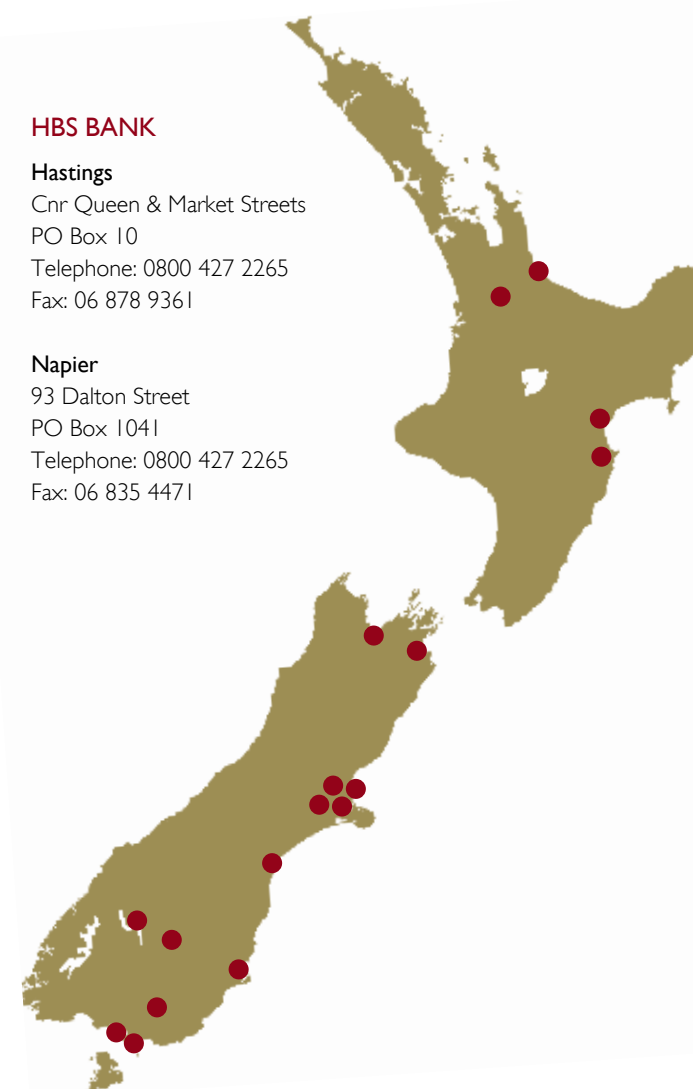 HBS BANK
Hastings
Cnr Queen & Market Streets
PO Box 10
Telephone: 0800 427 2265
Fax: 06 878 9361
Napier
93 Dalton Street
PO Box 1041
Telephone: 0800 427 2265
Fax: 06 835 4471